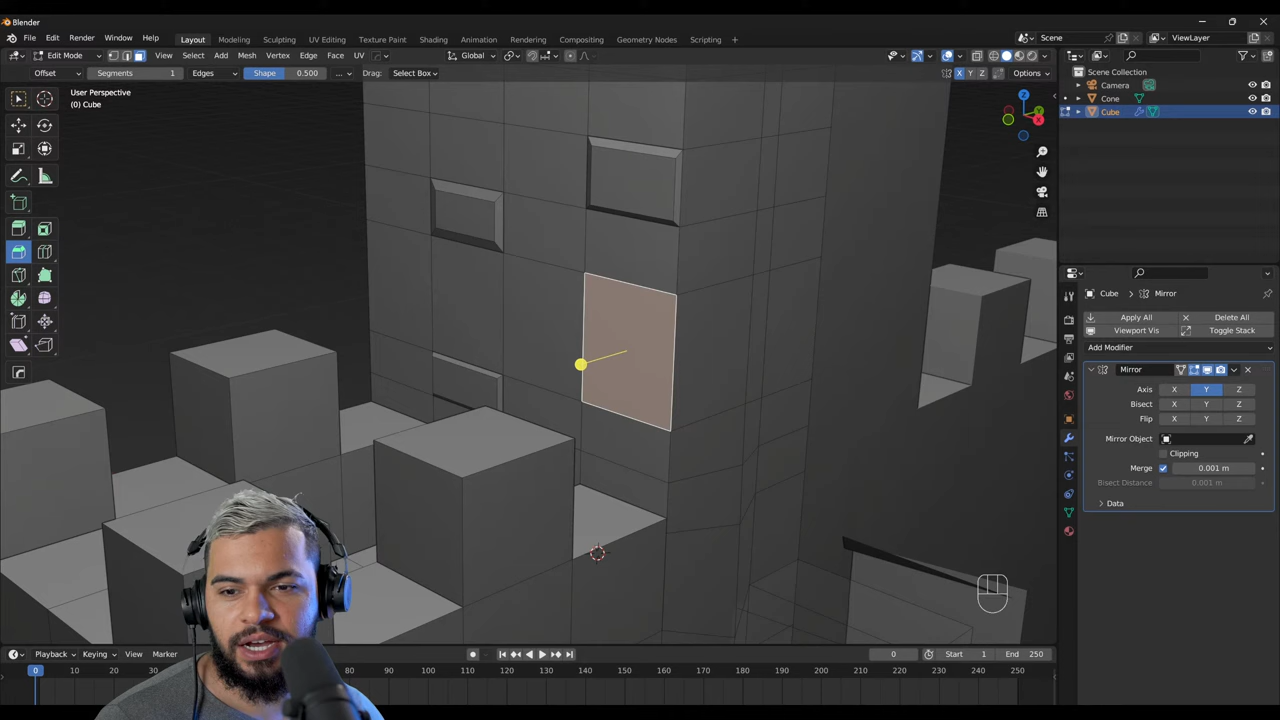 Blender
File Edit Render Window Help Layout Modeling Sculpting UV Editing Texture Paint Shading Animation Rendering Compositing Geometry Nodes Scripting + Scene ViewLayer
Edit Mode View Select Add Mesh Vertex Edge Face UV Global Options
Offset Segments 1 Edges Shape 0.500 ... Drag: Select Box X Y Z
User Perspective
(0) Cube
Z
Y
X
Scene Collection
Camera
Cone
Cube
Cube Mirror
Apply All Delete All
Viewport Vis Toggle Stack
Add Modifier
Mirror
Axis X Y Z
Bisect X Y Z
Flip X Y Z
Mirror Object
Clipping
Merge 0.001 m
Bisect Distance 0.001 m
Data
Playback Keying View Marker 0 Start 1 End 250
0 10 20 30 40 50 60 70 80 90 100 110 120 130 140 150 160 170 180 190 200 210 220 230 240 250